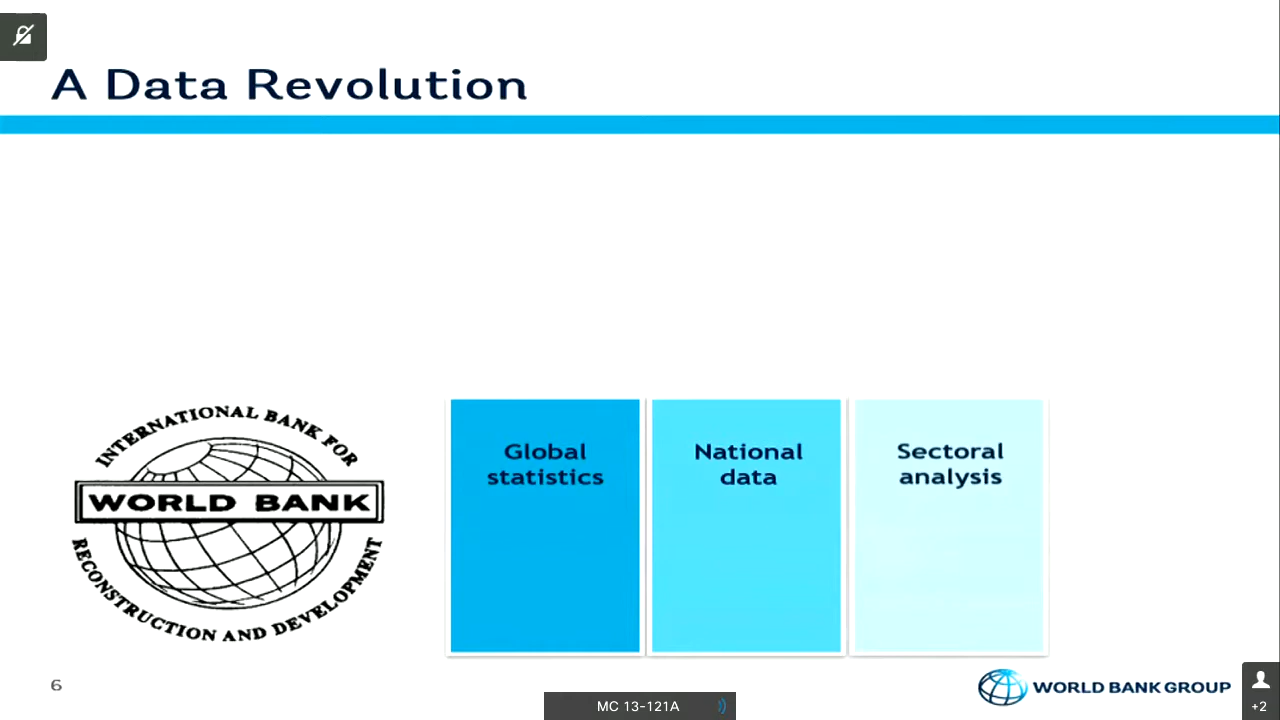 A Data Revolution
INTERNATIONAL BANK FOR
WORLD BANK
RECONSTRUCTION AND DEVELOPMENT
Global
statistics
National
data
Sectoral
analysis
6
WORLD BANK GROUP
MC 13-121A
+2